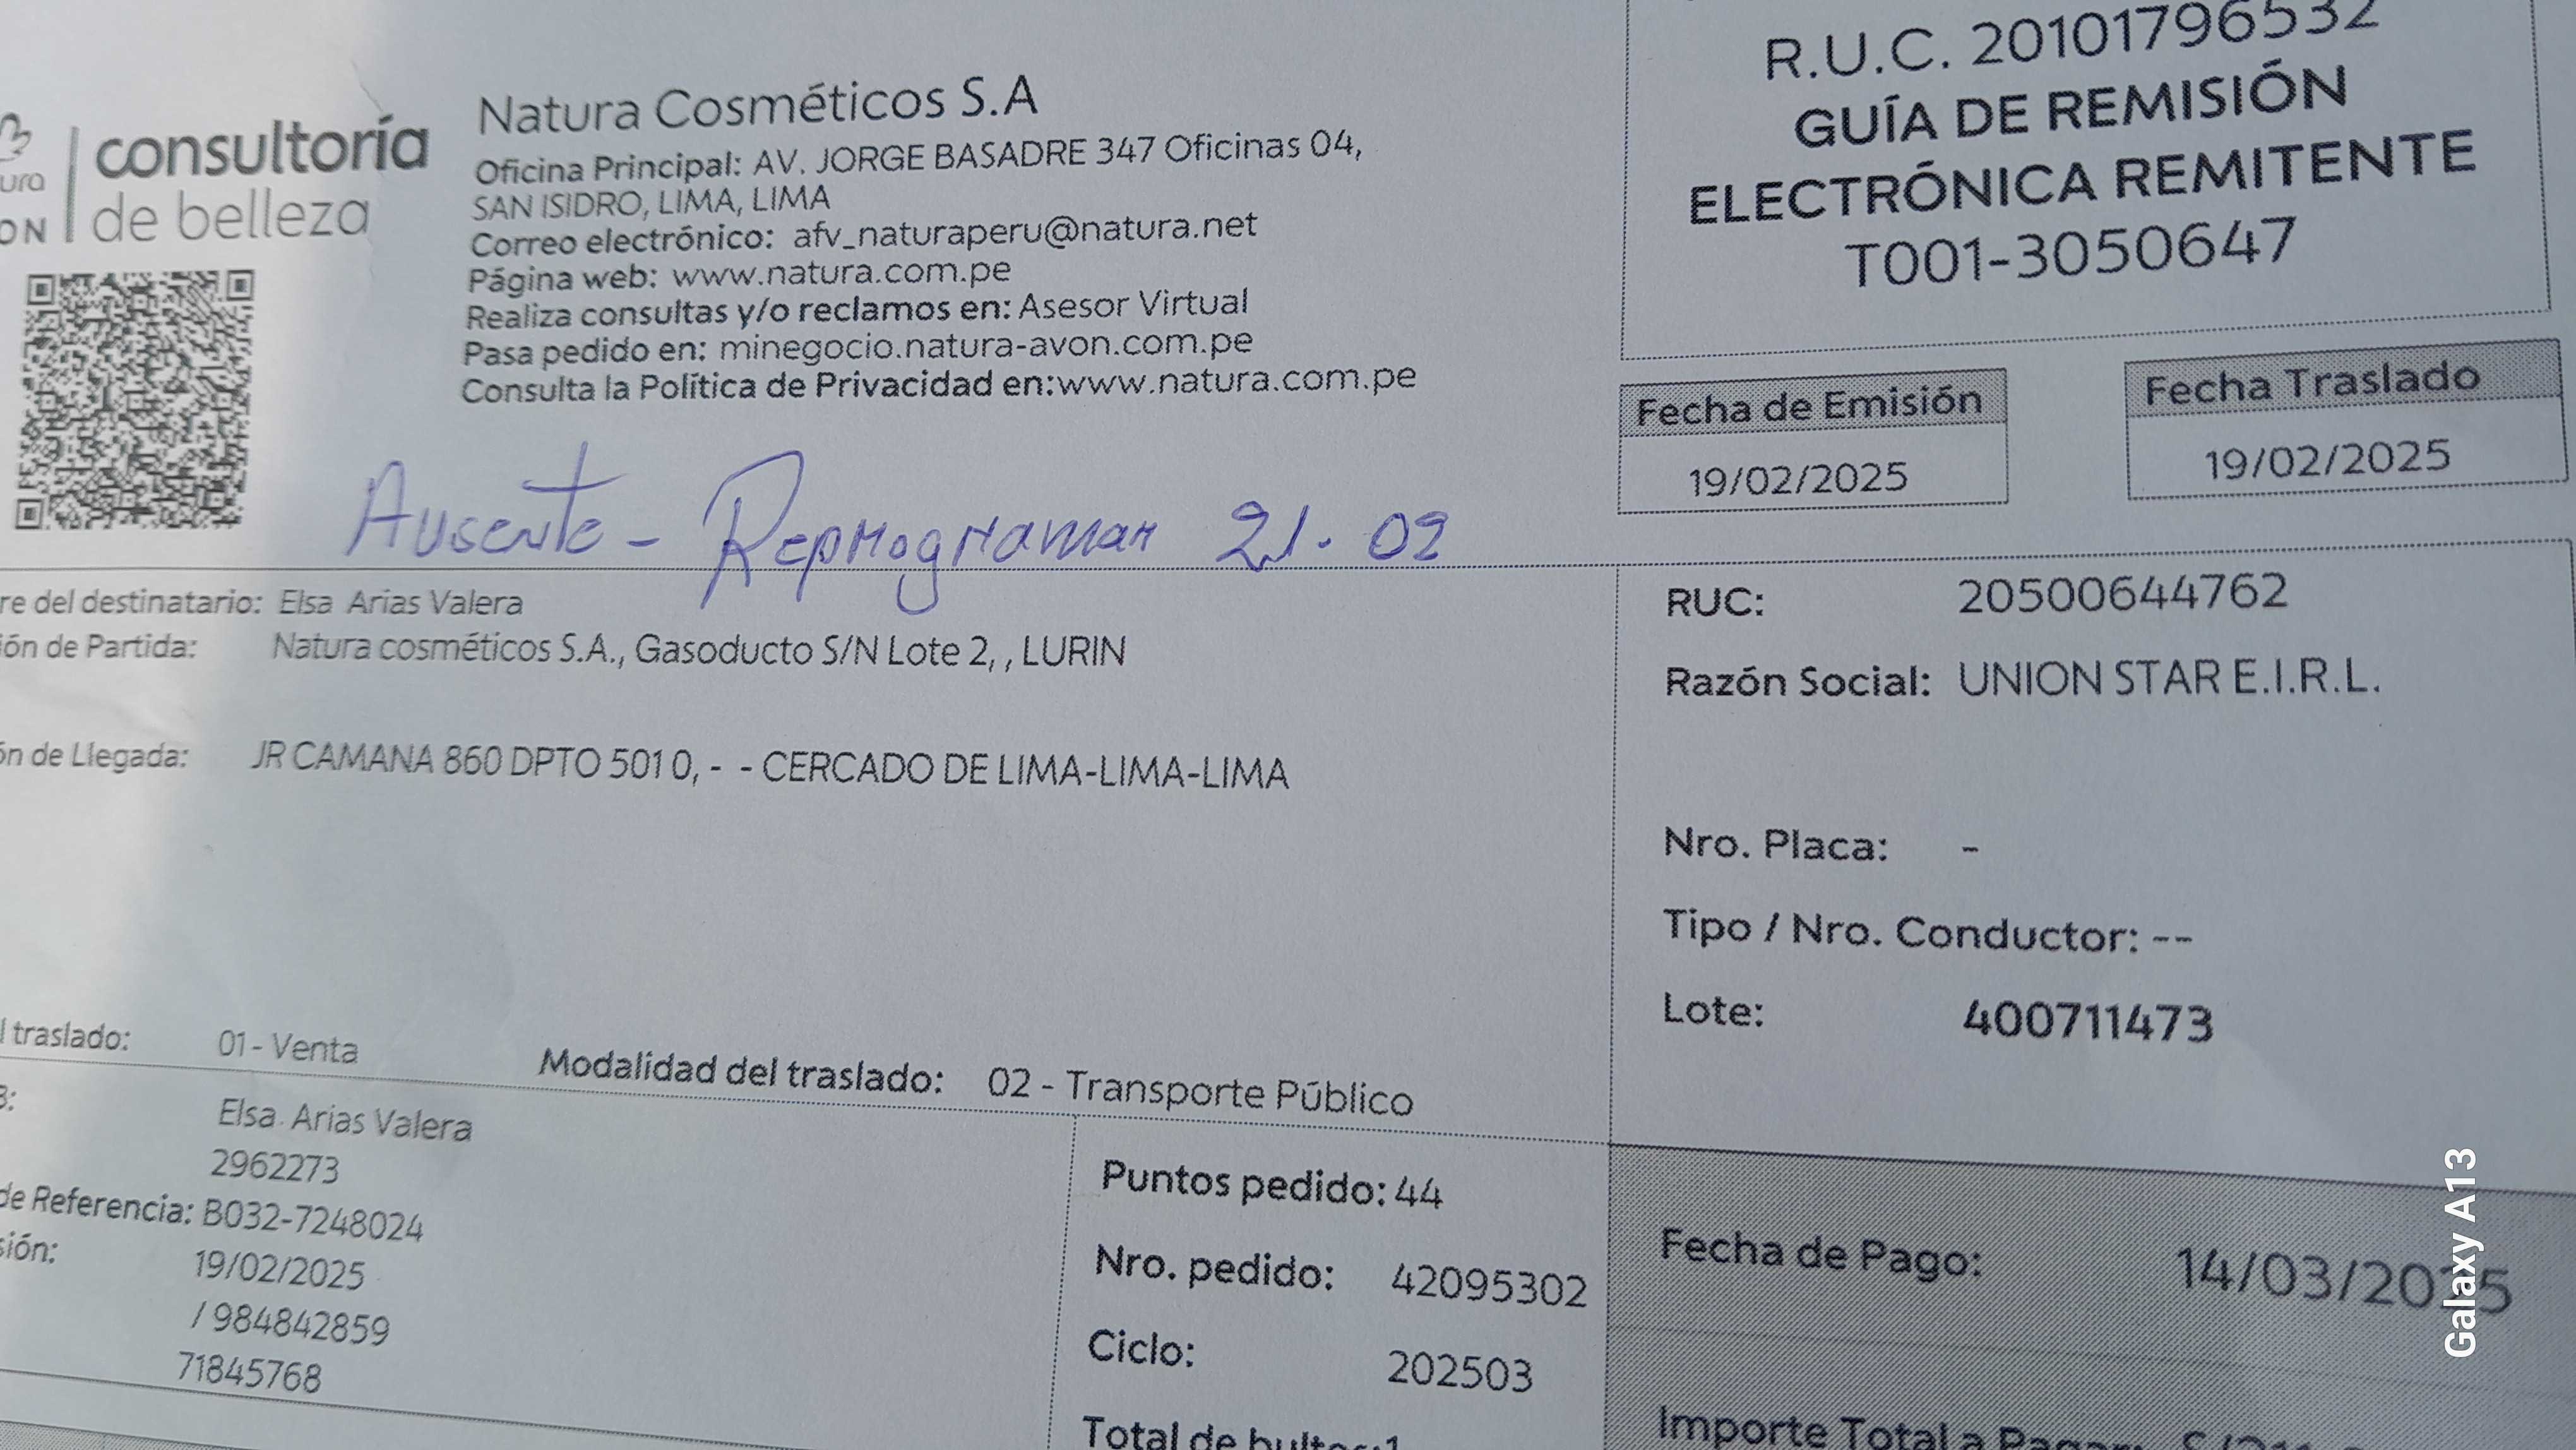 R.U.C. 20101796532
GUÍA DE REMISIÓN
ELECTRÓNICA REMITENTE
T001-3050647
consultoría
de belleza
Natura Cosméticos S.A
Oficina Principal: AV. JORGE BASADRE 347 Oficinas 04,
SAN ISIDRO, LIMA, LIMA
Correo electrónico: afv_naturaperu@natura.net
Página web: www.natura.com.pe
Realiza consultas y/o reclamos en: Asesor Virtual
Pasa pedido en: minegocio.natura-avon.com.pe
Consulta la Política de Privacidad en:www.natura.com.pe
Fecha de Emisión
19/02/2025
Fecha Traslado
19/02/2025
Ausente - Reprogramar 21. 02
re del destinatario: Elsa Arias Valera
ión de Partida: Natura cosméticos S.A., Gasoducto S/N Lote 2, , LURIN
ón de Llegada: JR CAMANA 860 DPTO 501 0, - - CERCADO DE LIMA-LIMA-LIMA
RUC: 20500644762
Razón Social: UNION STAR E.I.R.L.
Nro. Placa: -
Tipo / Nro. Conductor: --
Lote: 400711473
l traslado: 01 - Venta
Modalidad del traslado: 02 - Transporte Público
Elsa Arias Valera
2962273
de Referencia: B032-7248024
sión: 19/02/2025
/ 984842859
71845768
Puntos pedido: 44
Nro. pedido: 42095302
Ciclo: 202503
Total de bultos: 1
Fecha de Pago: 14/03/2025
Importe Total a Pagar:
Galaxy A13